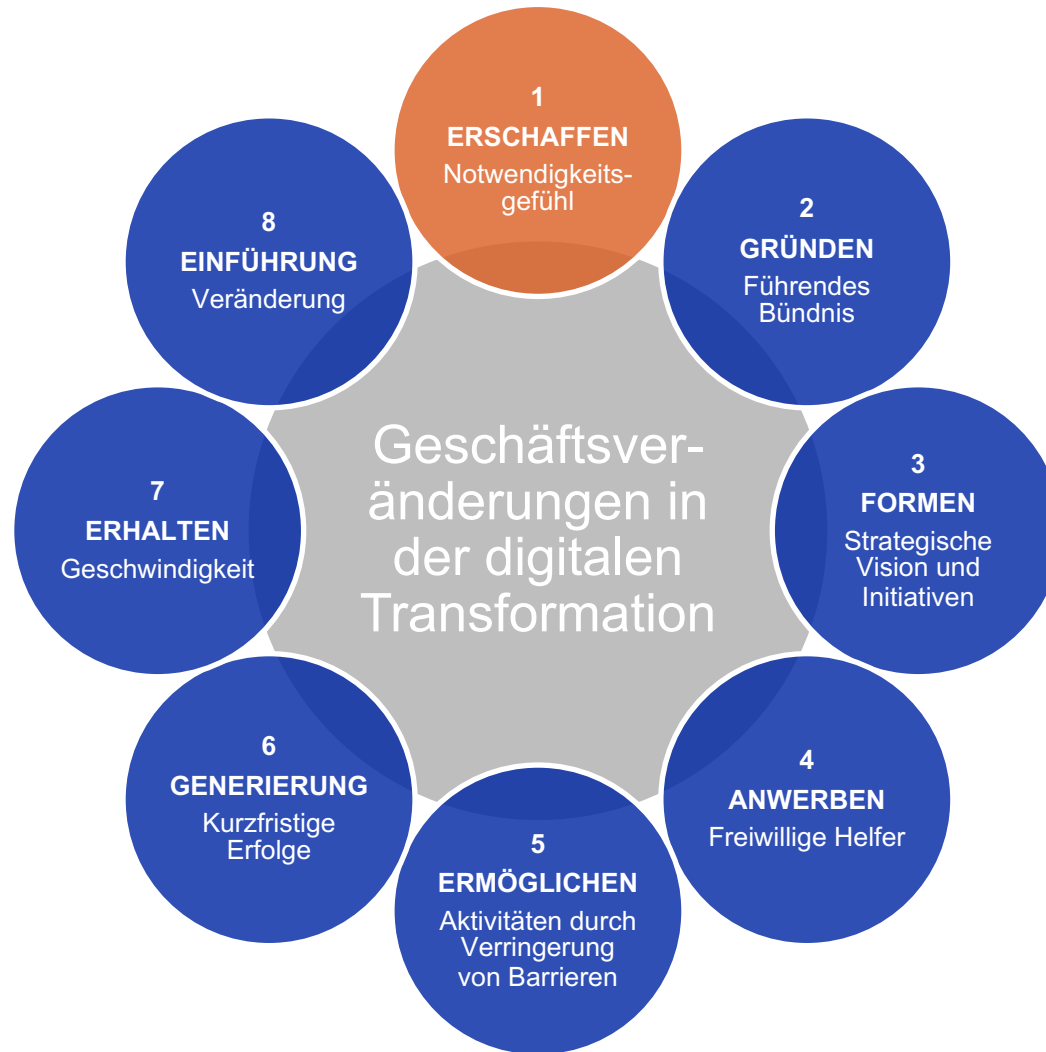 1
ERSCHAFFEN
Notwendigkeits-
gefühl
2
GRÜNDEN
Führendes
Bündnis
3
FORMEN
Strategische
Vision und
Initiativen
4
ANWERBEN
Freiwillige Helfer
5
ERMÖGLICHEN
Aktivitäten durch
Verringerung
von Barrieren
6
GENERIERUNG
Kurzfristige
Erfolge
7
ERHALTEN
Geschwindigkeit
8
EINFÜHRUNG
Veränderung
Geschäftsver-
änderungen in
der digitalen
Transformation